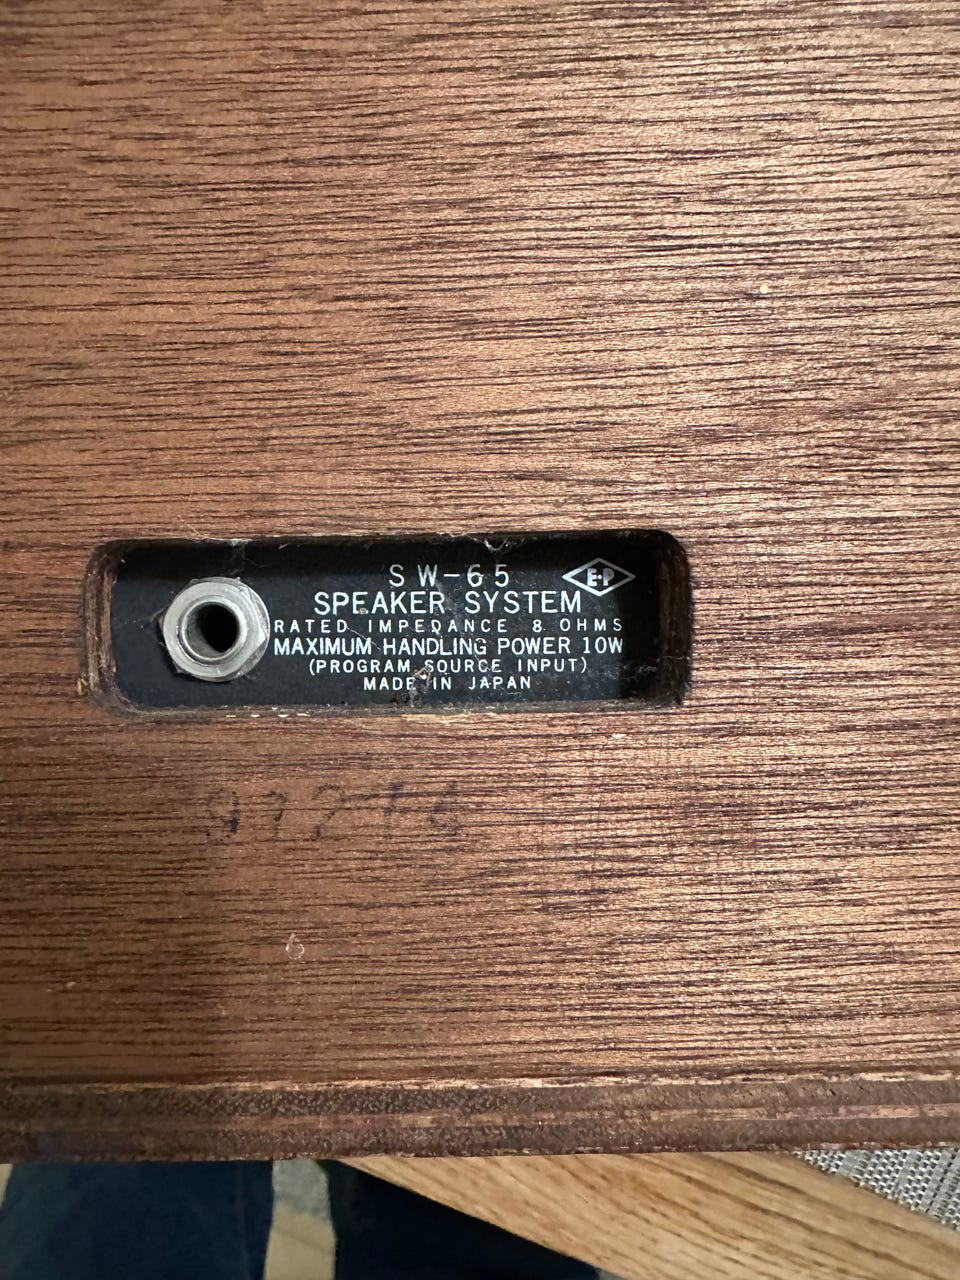 SW-65
E·P
SPEAKER SYSTEM
RATED IMPEDANCE 8 OHMS
MAXIMUM HANDLING POWER 10W
(PROGRAM SOURCE INPUT)
MADE IN JAPAN